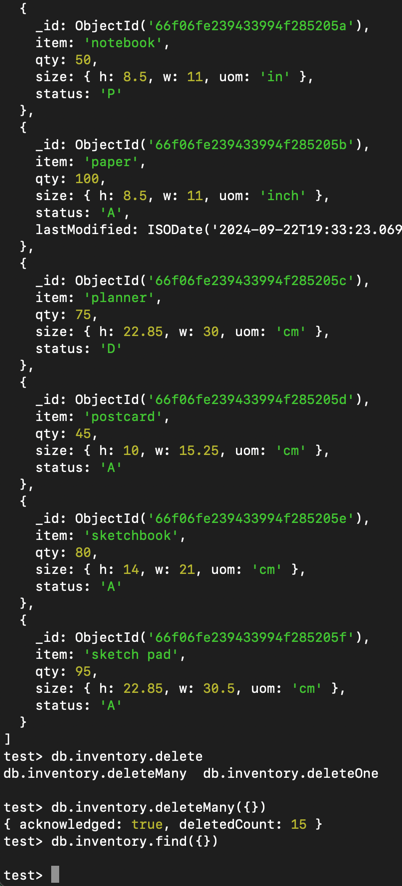 {
_id: ObjectId('66f06fe239433994f285205a'),
item: 'notebook',
qty: 50,
size: { h: 8.5, w: 11, uom: 'in' },
status: 'P'
},
{
_id: ObjectId('66f06fe239433994f285205b'),
item: 'paper',
qty: 100,
size: { h: 8.5, w: 11, uom: 'inch' },
status: 'A',
lastModified: ISODate('2024-09-22T19:33:23.069
},
{
_id: ObjectId('66f06fe239433994f285205c'),
item: 'planner',
qty: 75,
size: { h: 22.85, w: 30, uom: 'cm' },
status: 'D'
},
{
_id: ObjectId('66f06fe239433994f285205d'),
item: 'postcard',
qty: 45,
size: { h: 10, w: 15.25, uom: 'cm' },
status: 'A'
},
{
_id: ObjectId('66f06fe239433994f285205e'),
item: 'sketchbook',
qty: 80,
size: { h: 14, w: 21, uom: 'cm' },
status: 'A'
},
{
_id: ObjectId('66f06fe239433994f285205f'),
item: 'sketch pad',
qty: 95,
size: { h: 22.85, w: 30.5, uom: 'cm' },
status: 'A'
}
]
test> db.inventory.delete
db.inventory.deleteMany  db.inventory.deleteOne
test> db.inventory.deleteMany({})
{ acknowledged: true, deletedCount: 15 }
test> db.inventory.find({})
test>